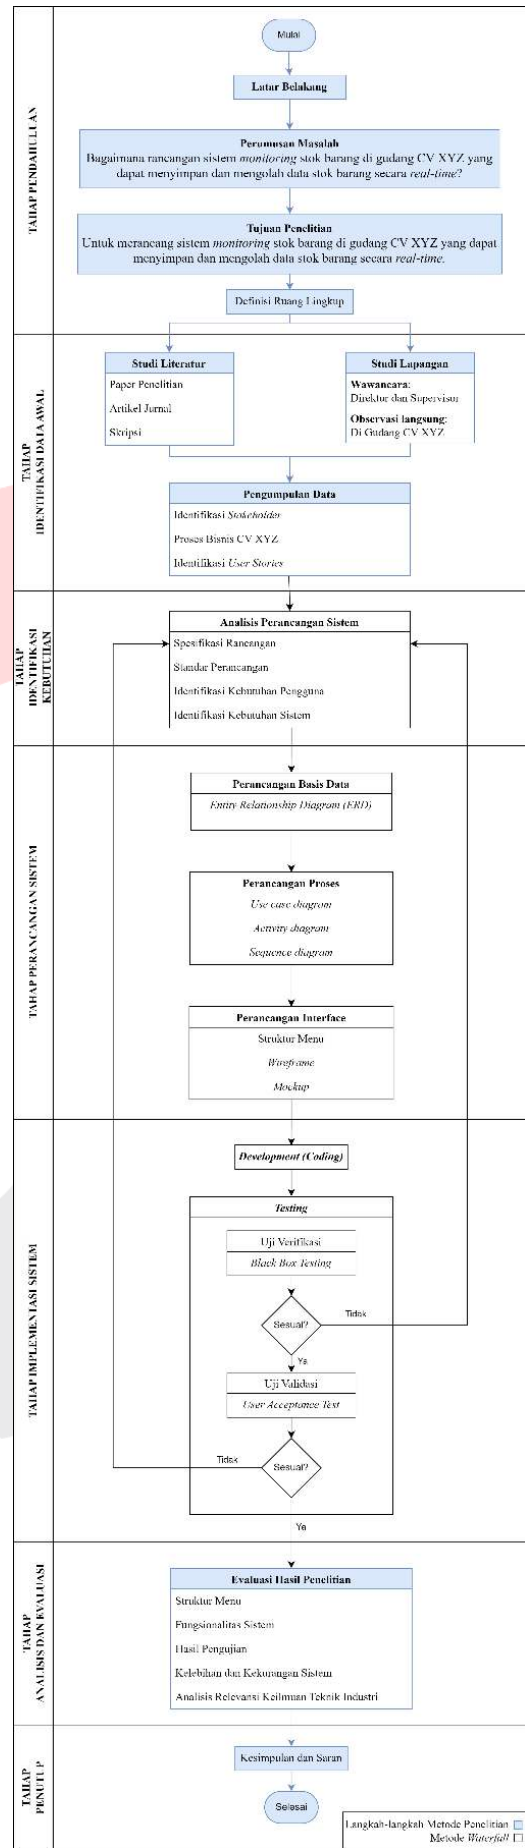 TAHAP PENDAHULUAN
Mulai
Latar Belakang
Perumusan Masalah
Bagaimana rancangan sistem monitoring stok barang di gudang CV XYZ yang
dapat menyimpan dan mengolah data stok barang secara real-time?
Tujuan Penelitian
Untuk merancang sistem monitoring stok barang di gudang CV XYZ yang dapat
menyimpan dan mengolah data stok barang secara real-time.
Definisi Ruang Lingkup
TAHAP
IDENTIFIKASI DATA AWAL
Studi Literatur
Paper Penelitian
Artikel Jurnal
Skripsi
Studi Lapangan
Wawancara:
Direktur dan Supervisor
Observasi langsung:
Di Gudang CV XYZ
Pengumpulan Data
Identifikasi Stakeholder
Proses Bisnis CV XYZ
Identifikasi User Stories
TAHAP
IDENTIFIKASI
KEBUTUHAN
Analisis Perancangan Sistem
Spesifikasi Rancangan
Standar Perancangan
Identifikasi Kebutuhan Pengguna
Identifikasi Kebutuhan Sistem
TAHAP PERANCANGAN SISTEM
Perancangan Basis Data
Entity Relationship Diagram (ERD)
Perancangan Proses
Use case diagram
Activity diagram
Sequence diagram
Perancangan Interface
Struktur Menu
Wireframe
Mockup
TAHAP IMPLEMENTASI SISTEM
Development (Coding)
Testing
Uji Verifikasi
Black Box Testing
Sesuai?
Tidak
Ya
Uji Validasi
User Acceptance Test
Sesuai?
Tidak
Ya
TAHAP
ANALISIS DAN EVALUASI
Evaluasi Hasil Penelitian
Struktur Menu
Fungsionalitas Sistem
Hasil Pengujian
Kelebihan dan Kekurangan Sistem
Analisis Relevansi Keilmuan Teknik Industri
TAHAP
PENUTUP
Kesimpulan dan Saran
Selesai
Langkah-langkah Metode Penelitian
Metode Waterfall